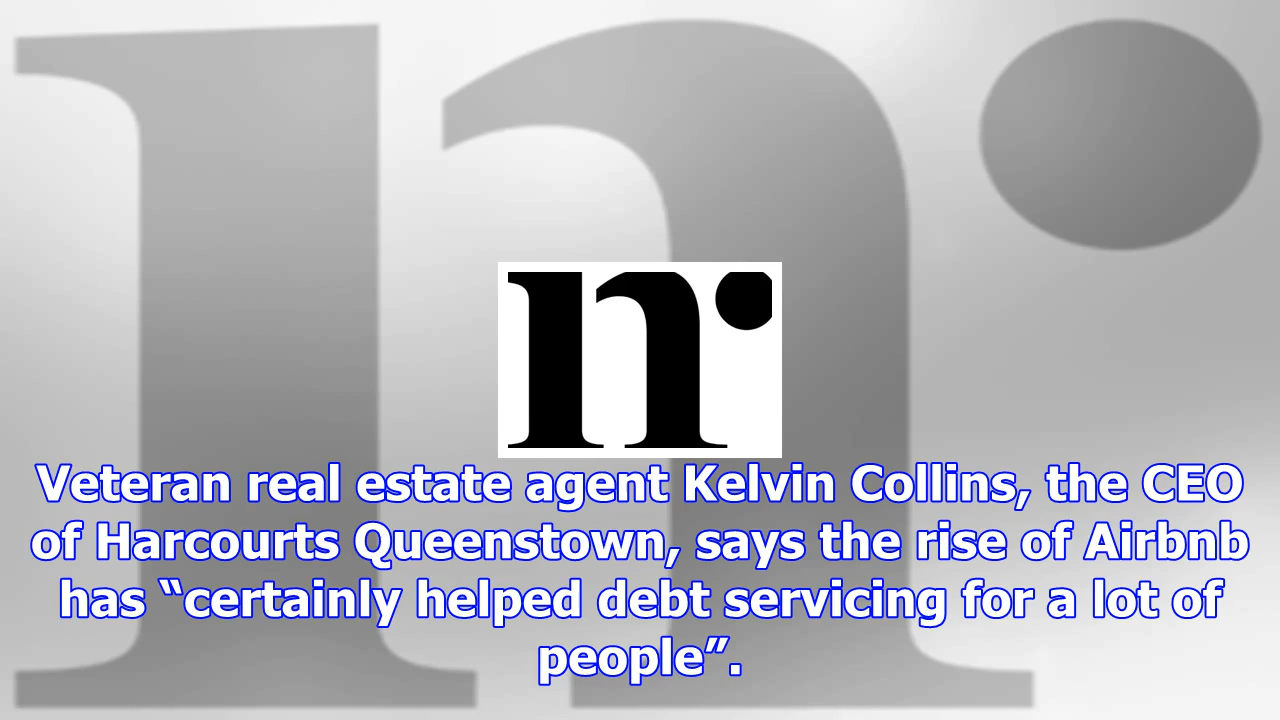 n
Veteran real estate agent Kelvin Collins, the CEO
of Harcourts Queenstown, says the rise of Airbnb
has “certainly helped debt servicing for a lot of
people”.